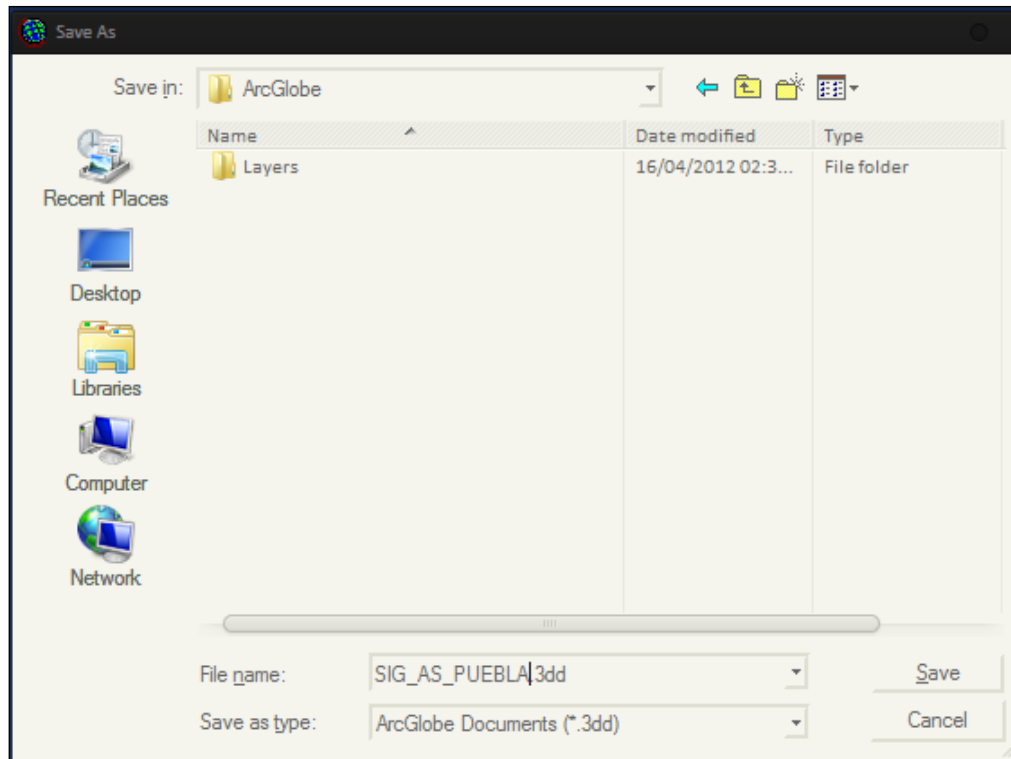 Save As
Save in: ArcGlobe
Name Date modified Type
Layers 16/04/2012 02:3... File folder
Recent Places
Desktop
Libraries
Computer
Network
File name: SIG_AS_PUEBLA.3dd Save
Save as type: ArcGlobe Documents (*.3dd) Cancel